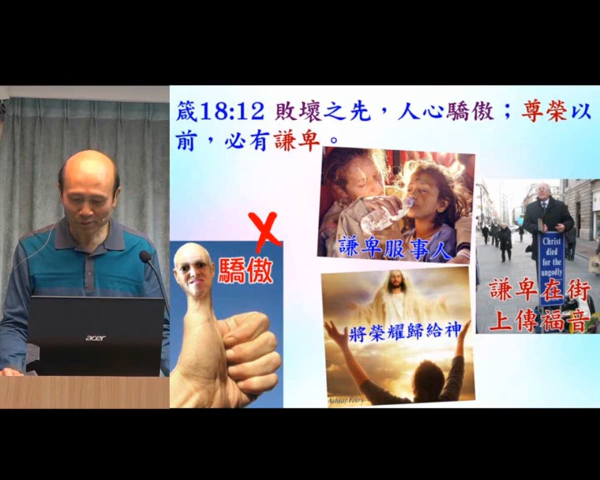 箴18:12 敗壞之先，人心驕傲；尊榮以
前，必有謙卑。
X
驕傲
謙卑服事人
將榮耀歸給神
Christ
died
for the
ungodly
謙卑在街
上傳福音
acer